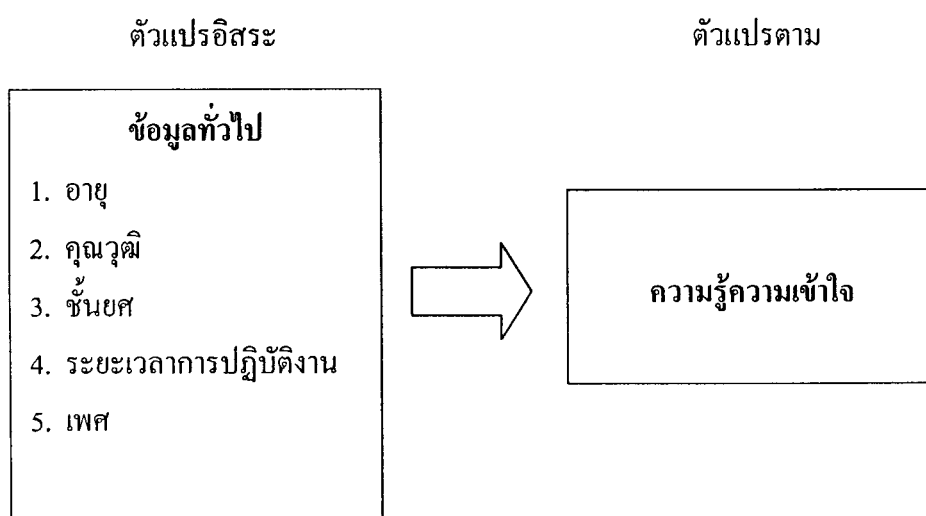 ตัวแปรอิสระ
ตัวแปรตาม
ข้อมูลทั่วไป
1. อายุ
2. คุณวุฒิ
3. ชั้นยศ
4. ระยะเวลาการปฏิบัติงาน
5. เพศ
ความรู้ความเข้าใจ